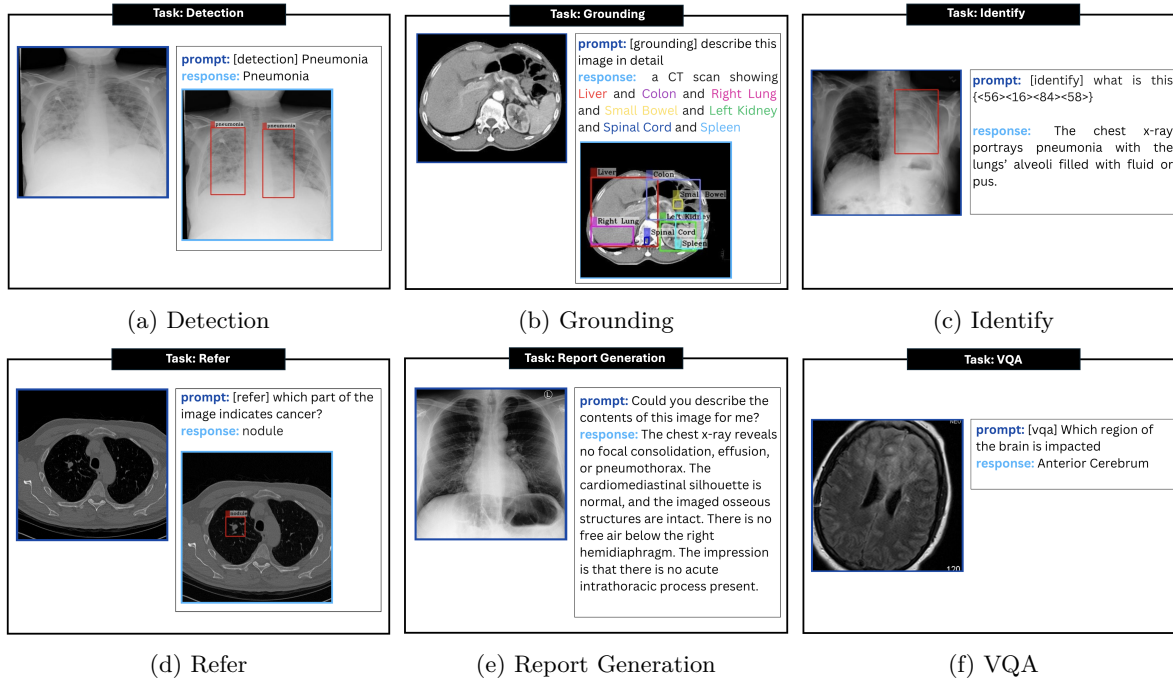 Task: Detection
prompt: [detection] Pneumonia
response: Pneumonia
pneumonia
pneumonia
(a) Detection
Task: Grounding
prompt: [grounding] describe this
image in detail
response: a CT scan showing
Liver and Colon and Right Lung
and Small Bowel and Left Kidney
and Spinal Cord and Spleen
Liver
Colon
Small Bowel
Right Lung
Left Kidney
Spinal Cord
Spleen
(b) Grounding
Task: Identify
prompt: [identify] what is this
{<56><16><84><58>}
response: The chest x-ray
portrays pneumonia with the
lungs' alveoli filled with fluid or
pus.
(c) Identify
Task: Refer
prompt: [refer] which part of the
image indicates cancer?
response: nodule
nodule
(d) Refer
Task: Report Generation
L
prompt: Could you describe the
contents of this image for me?
response: The chest x-ray reveals
no focal consolidation, effusion,
or pneumothorax. The
cardiomediastinal silhouette is
normal, and the imaged osseous
structures are intact. There is no
free air below the right
hemidiaphragm. The impression
is that there is no acute
intrathoracic process present.
(e) Report Generation
Task: VQA
prompt: [vqa] Which region of
the brain is impacted
response: Anterior Cerebrum
120
(f) VQA